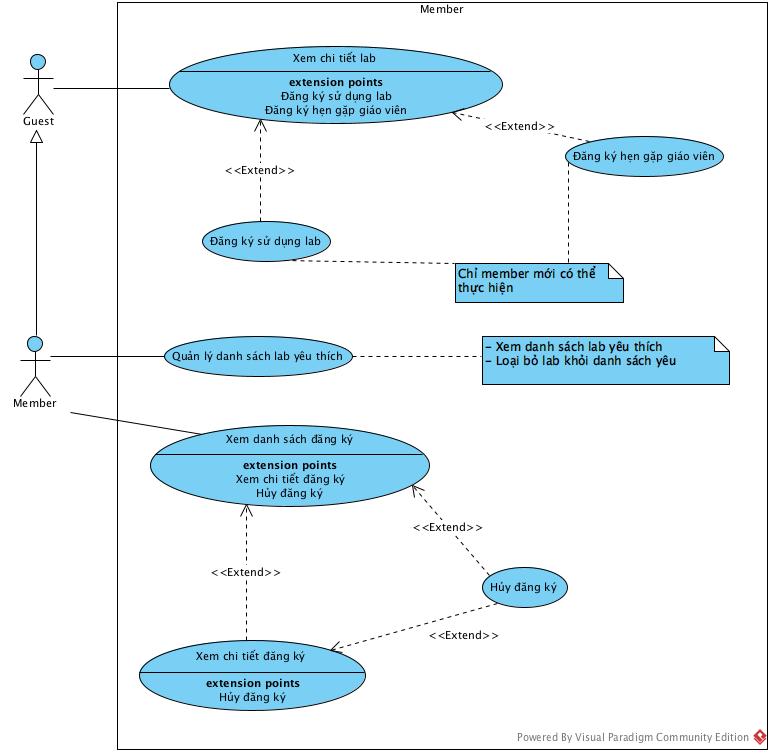 Member
Xem chi tiết lab
extension points
Đăng ký sử dụng lab
Đăng ký hẹn gặp giáo viên
Guest
<<Extend>>
Đăng ký hẹn gặp giáo viên
<<Extend>>
Đăng ký sử dụng lab
Chỉ member mới có thể
thực hiện
Member
Quản lý danh sách lab yêu thích
- Xem danh sách lab yêu thích
- Loại bỏ lab khỏi danh sách yêu
Xem danh sách đăng ký
extension points
Xem chi tiết đăng ký
Hủy đăng ký
<<Extend>>
<<Extend>>
Hủy đăng ký
<<Extend>>
Xem chi tiết đăng ký
extension points
Hủy đăng ký
Powered By Visual Paradigm Community Edition